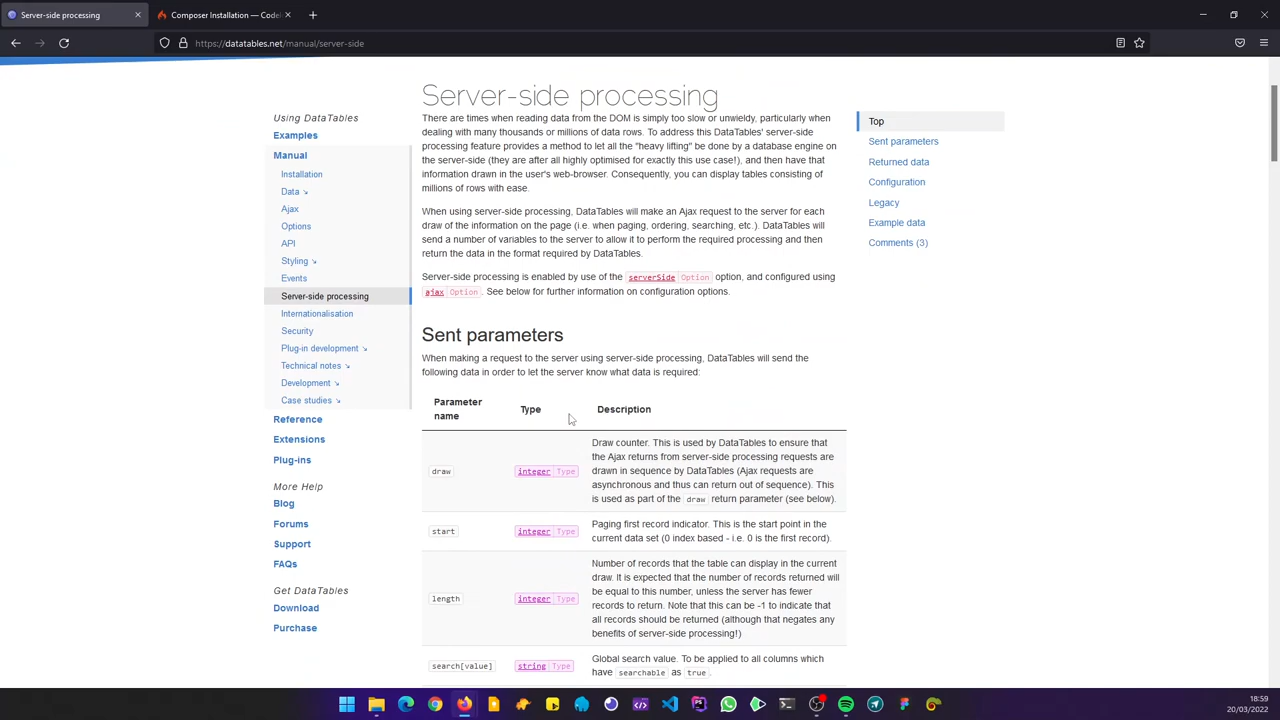 Server-side processing
Composer Installation — Codei
https://datatables.net/manual/server-side
Server-side processing
Using DataTables
Examples
Manual
Installation
Data
Ajax
Options
API
Styling
Events
Server-side processing
Internationalisation
Security
Plug-in development
Technical notes
Development
Case studies
Reference
Extensions
Plug-ins
More Help
Blog
Forums
Support
FAQs
Get DataTables
Download
Purchase
There are times when reading data from the DOM is simply too slow or unwieldy, particularly when
dealing with many thousands or millions of data rows. To address this DataTables' server-side
processing feature provides a method to let all the "heavy lifting" be done by a database engine
on the server-side (they are after all highly optimised for exactly this use case!), and then have that
information drawn in the user's web-browser. Consequently, you can display tables consisting of
millions of rows with ease.
When using server-side processing, DataTables will make an Ajax request to the server for each
draw of the information on the page (i.e. when paging, ordering, searching, etc.). DataTables will
send a number of variables to the server to allow it to perform the required processing and then
return the data in the format required by DataTables.
Server-side processing is enabled by use of the serverSide Option option, and configured using
ajax Option. See below for further information on configuration options.
Sent parameters
When making a request to the server using server-side processing, DataTables will send the
following data in order to let the server know what data is required:
Parameter
name
Type
Description
draw
integer Type
Draw counter. This is used by DataTables to ensure that
the Ajax returns from server-side processing requests are
drawn in sequence by DataTables (Ajax requests are
asynchronous and thus can return out of sequence). This
is used as part of the draw return parameter (see below).
start
integer Type
Paging first record indicator. This is the start point in the
current data set (0 index based - i.e. 0 is the first record).
length
integer Type
Number of records that the table can display in the current
draw. It is expected that the number of records returned will
be equal to this number, unless the server has fewer
records to return. Note that this can be -1 to indicate that
all records should be returned (although that negates any
benefits of server-side processing!)
search[value]
string Type
Global search value. To be applied to all columns which
have searchable as true.
Top
Sent parameters
Returned data
Configuration
Legacy
Example data
Comments (3)
18:59
20/03/2022